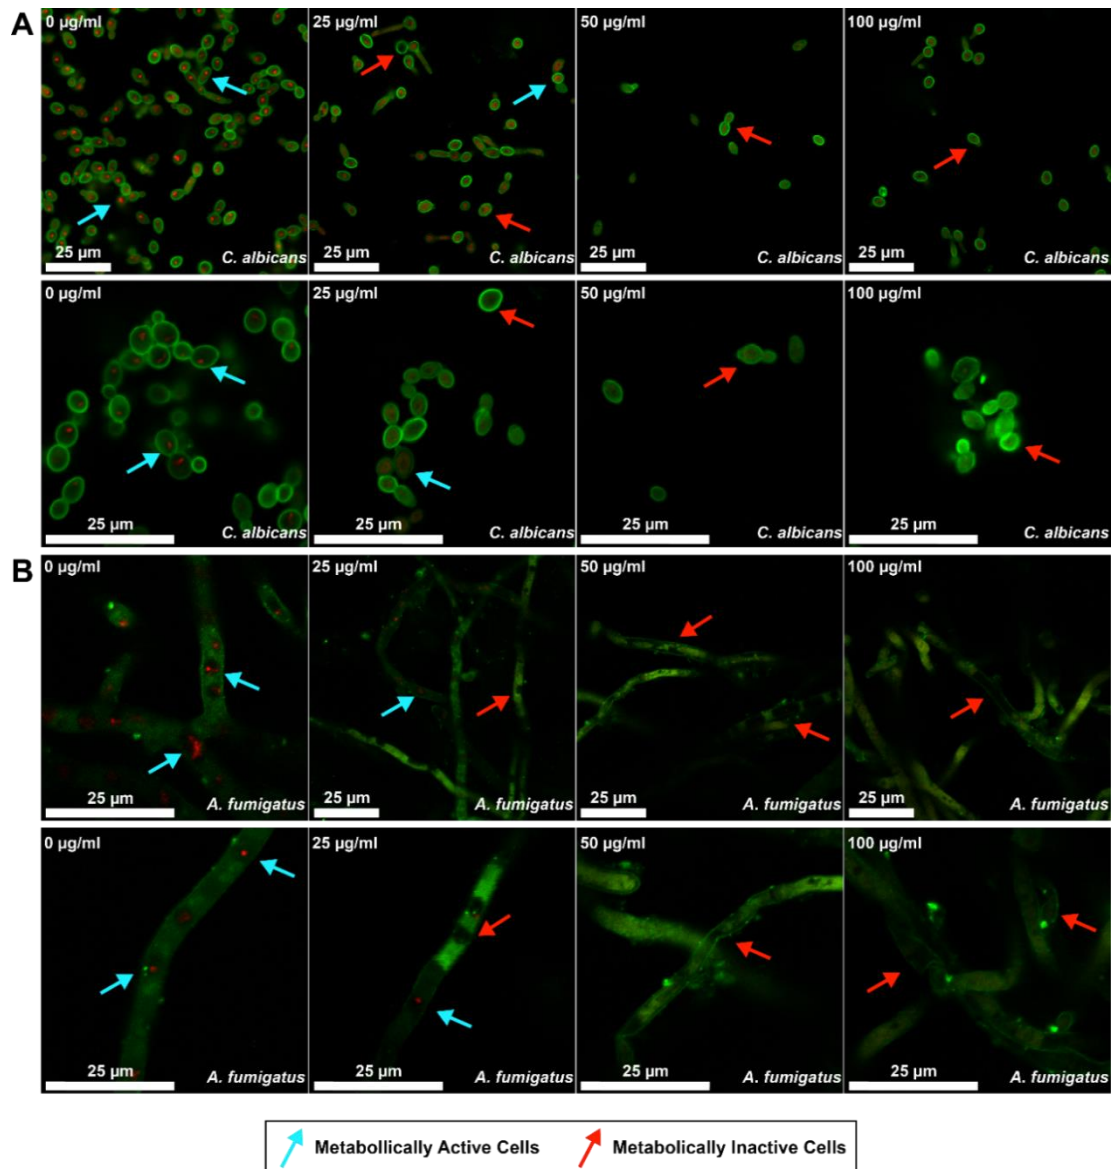 A
0 µg/ml
25 µg/ml
50 µg/ml
100 µg/ml
25 µm
C. albicans
25 µm
C. albicans
25 µm
C. albicans
25 µm
C. albicans
0 µg/ml
25 µg/ml
50 µg/ml
100 µg/ml
25 µm
C. albicans
25 µm
C. albicans
25 µm
C. albicans
25 µm
C. albicans
B
0 µg/ml
25 µg/ml
50 µg/ml
100 µg/ml
25 µm
A. fumigatus
25 µm
A. fumigatus
25 µm
A. fumigatus
25 µm
A. fumigatus
0 µg/ml
25 µg/ml
50 µg/ml
100 µg/ml
25 µm
A. fumigatus
25 µm
A. fumigatus
25 µm
A. fumigatus
25 µm
A. fumigatus
Metabollically Active Cells
Metabolically Inactive Cells